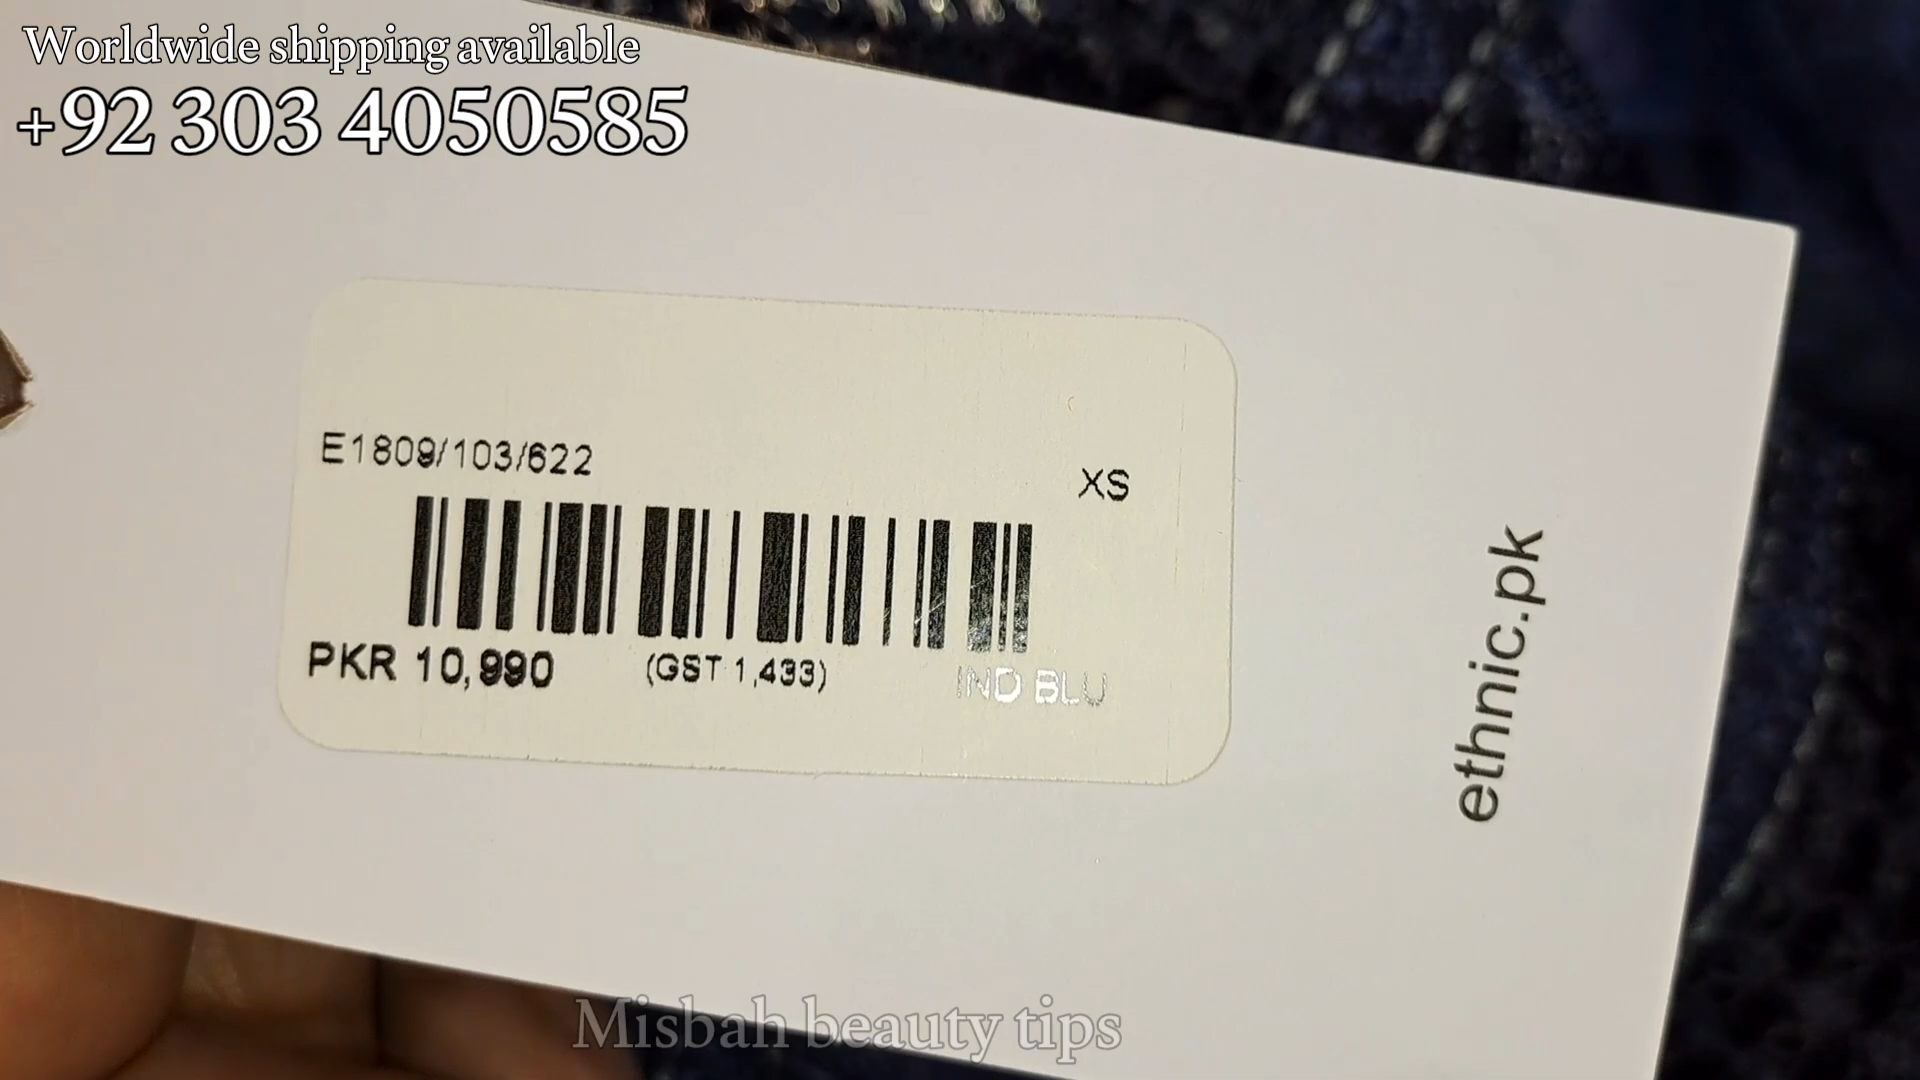 Worldwide shipping available
+92 303 4050585
E1809/103/622
XS
PKR 10,990
(GST 1,433)
IND BLU
ethnic.pk
Misbah beauty tips